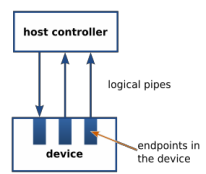 host controller
logical pipes
endpoints in
the device
device